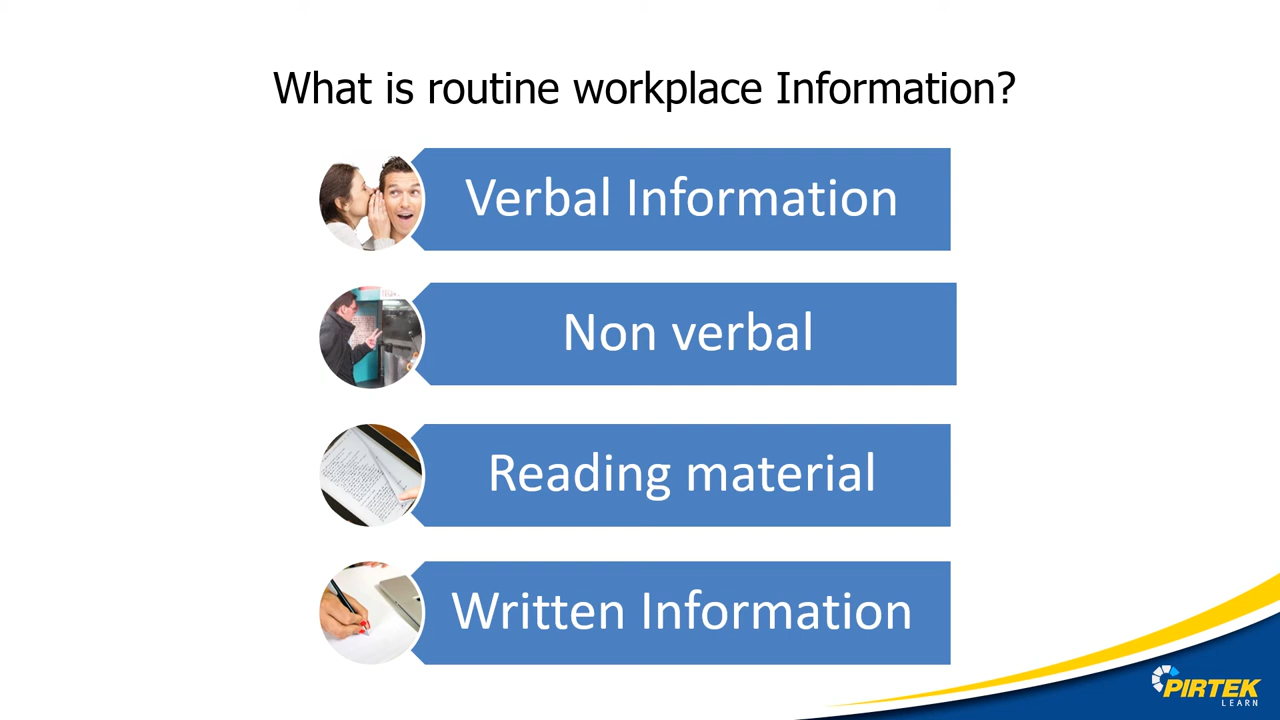 What is routine workplace Information?
Verbal Information
Non verbal
Reading material
Written Information
PIRTEK
LEARN